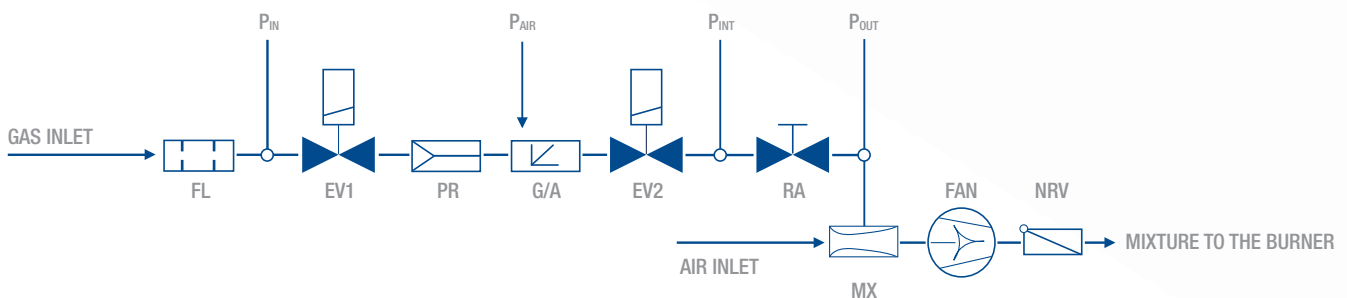 PIN PAIR PINT POUT
GAS INLET
FL EV1 PR G/A EV2 RA FAN NRV
AIR INLET MIXTURE TO THE BURNER
MX